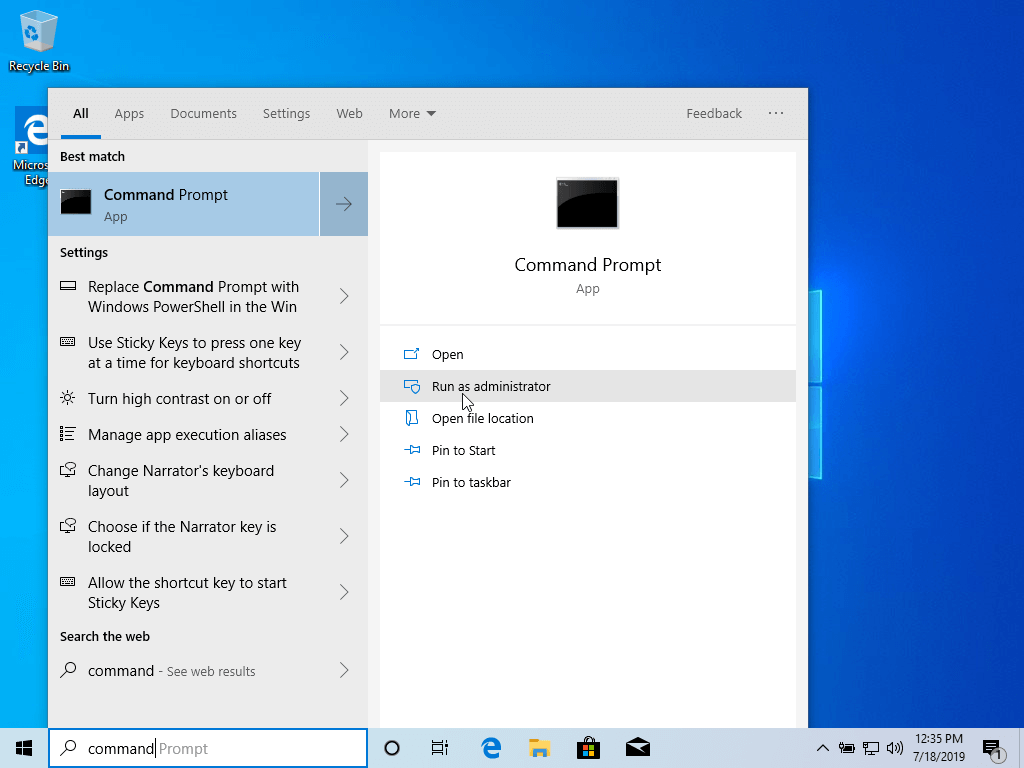 Recycle Bin
Micros
Edge
All Apps Documents Settings Web More Feedback ...
Best match
Command Prompt
App
Settings
Replace Command Prompt with
Windows PowerShell in the Win
Use Sticky Keys to press one key
at a time for keyboard shortcuts
Turn high contrast on or off
Manage app execution aliases
Change Narrator's keyboard
layout
Choose if the Narrator key is
locked
Allow the shortcut key to start
Sticky Keys
Search the web
command - See web results
Command Prompt
App
Open
Run as administrator
Open file location
Pin to Start
Pin to taskbar
command Prompt
12:35 PM
7/18/2019
1